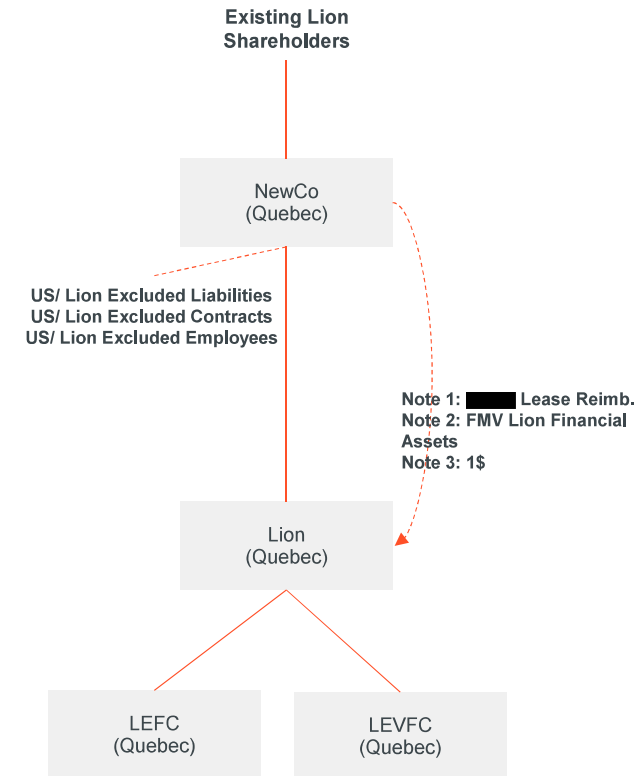 Existing Lion
Shareholders
NewCo
(Quebec)
US/ Lion Excluded Liabilities
US/ Lion Excluded Contracts
US/ Lion Excluded Employees
Note 1: Lease Reimb.
Note 2: FMV Lion Financial
Assets
Note 3: 1$
Lion
(Quebec)
LEFC
(Quebec)
LEVFC
(Quebec)